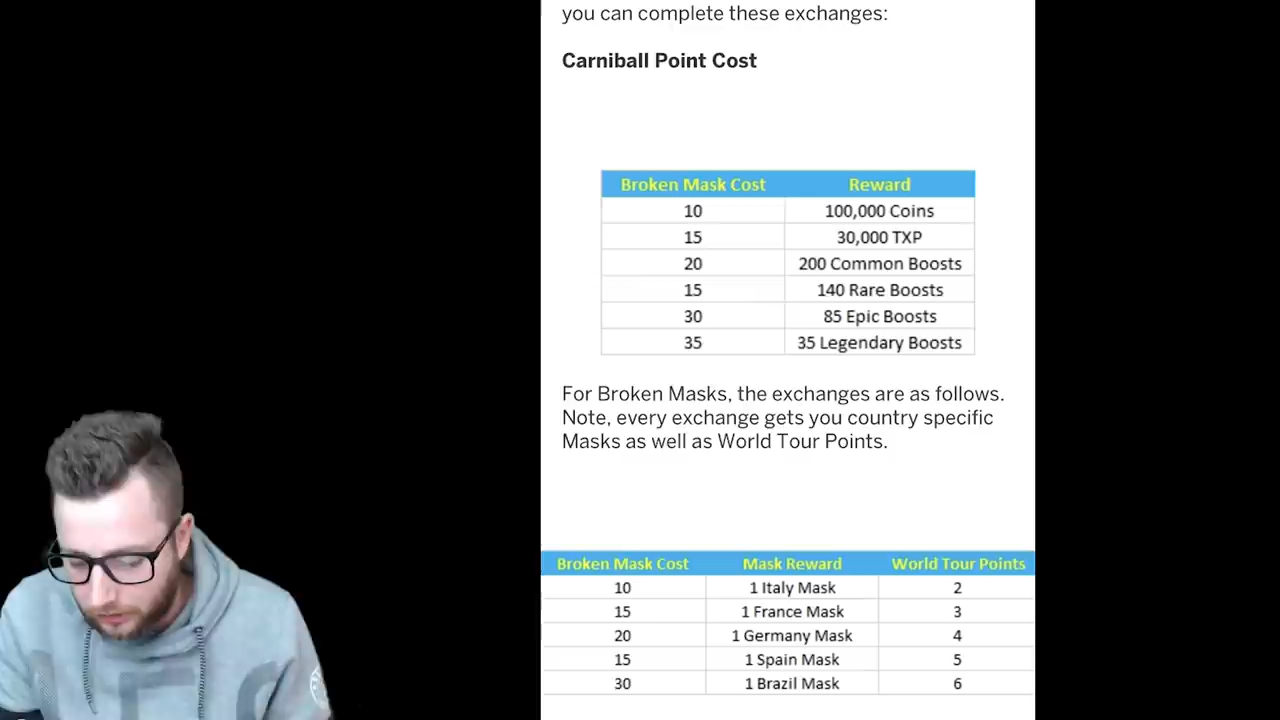 you can complete these exchanges:
Carniball Point Cost
Broken Mask Cost Reward
10 100,000 Coins
15 30,000 TXP
20 200 Common Boosts
15 140 Rare Boosts
30 85 Epic Boosts
35 35 Legendary Boosts
For Broken Masks, the exchanges are as follows.
Note, every exchange gets you country specific
Masks as well as World Tour Points.
Broken Mask Cost Mask Reward World Tour Points
10 1 Italy Mask 2
15 1 France Mask 3
20 1 Germany Mask 4
15 1 Spain Mask 5
30 1 Brazil Mask 6